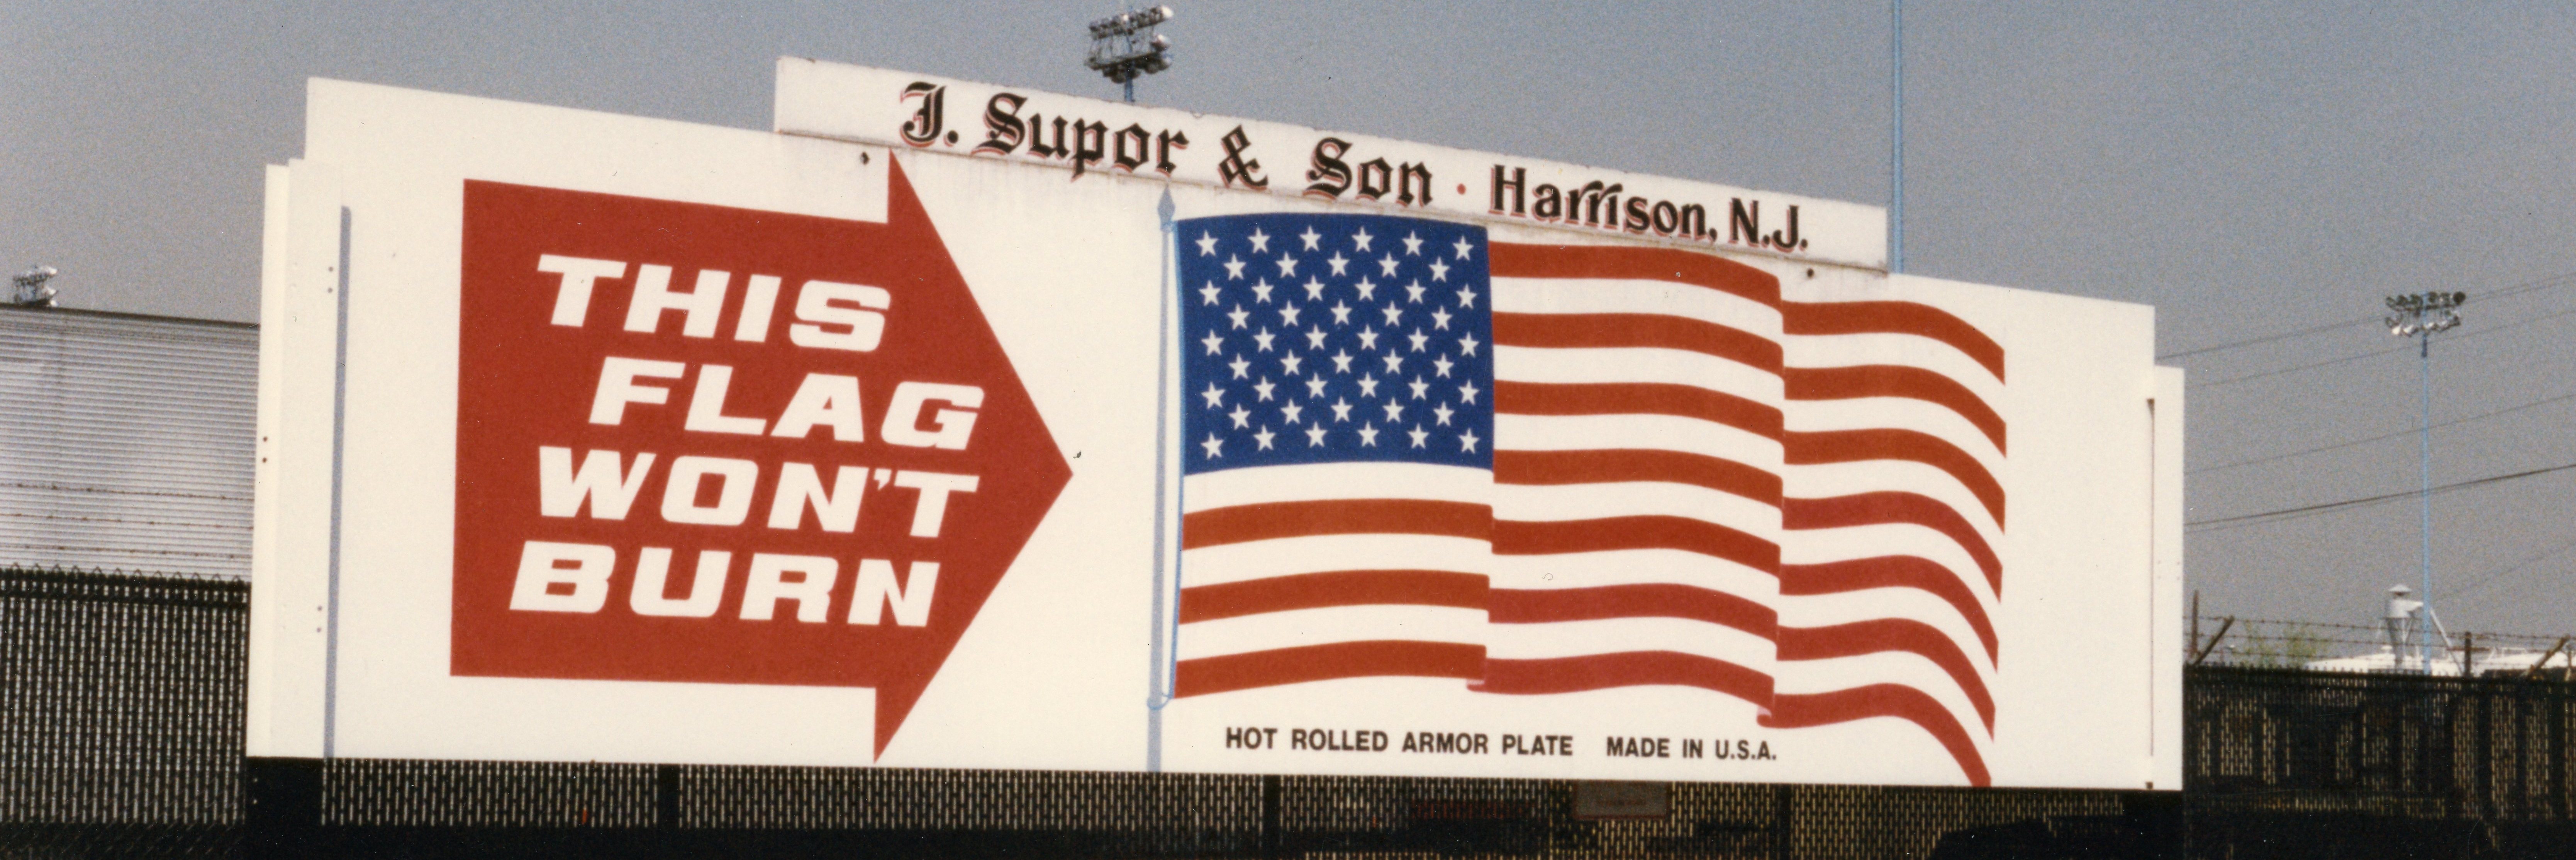 J. Supor & Son · Harrison, N.J.
THIS
FLAG
WON'T
BURN
HOT ROLLED ARMOR PLATE MADE IN U.S.A.